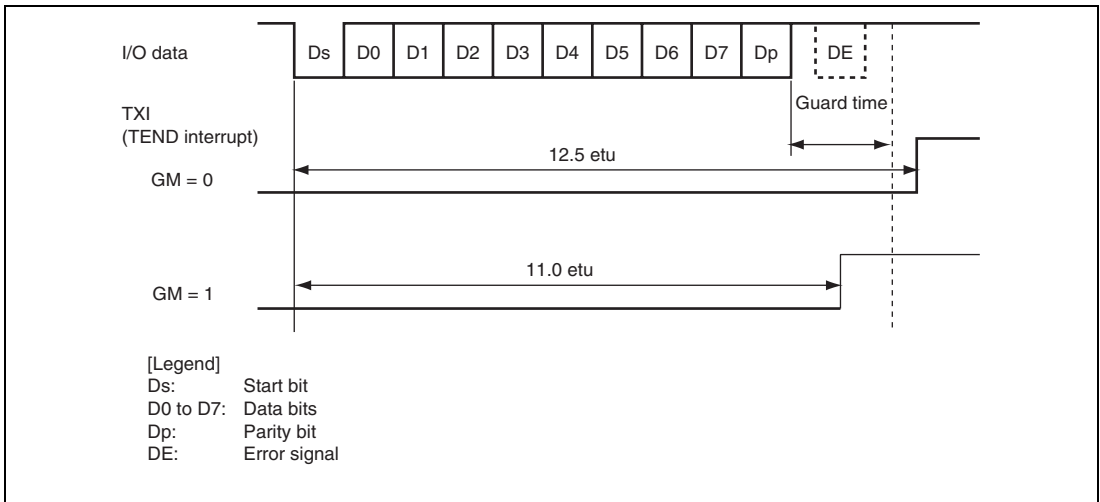 I/O data
Ds D0 D1 D2 D3 D4 D5 D6 D7 Dp DE
Guard time
TXI
(TEND interrupt)
12.5 etu
GM = 0
11.0 etu
GM = 1
[Legend]
Ds: Start bit
D0 to D7: Data bits
Dp: Parity bit
DE: Error signal